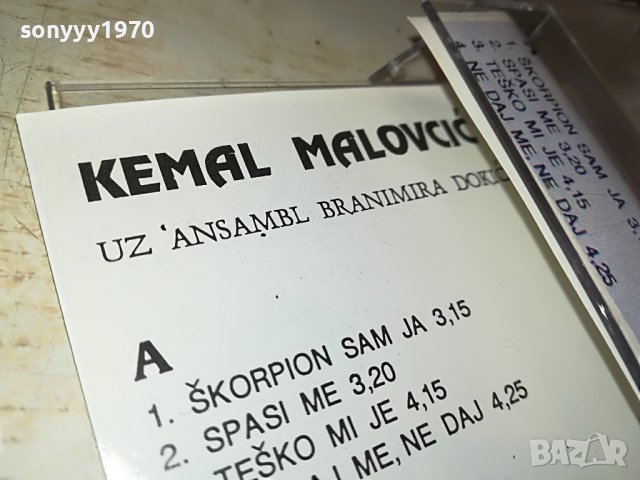 sonyyy1970
KEMAL MALOVCIĆ
UZ 'ANSAMBL BRANIMIRA
A
1. ŠKORPION SAM JA 3,15
2. SPASI ME 3,20
TEŠKO MI JE 4,15
ME, NE DAJ 4,25
A
1. ŠKORPION SAM JA 3,
2. SPASI ME 3,20
3. TEŠKO MI JE 4,15
4. NE DAJ ME, NE DAJ 4,25
BAZAR